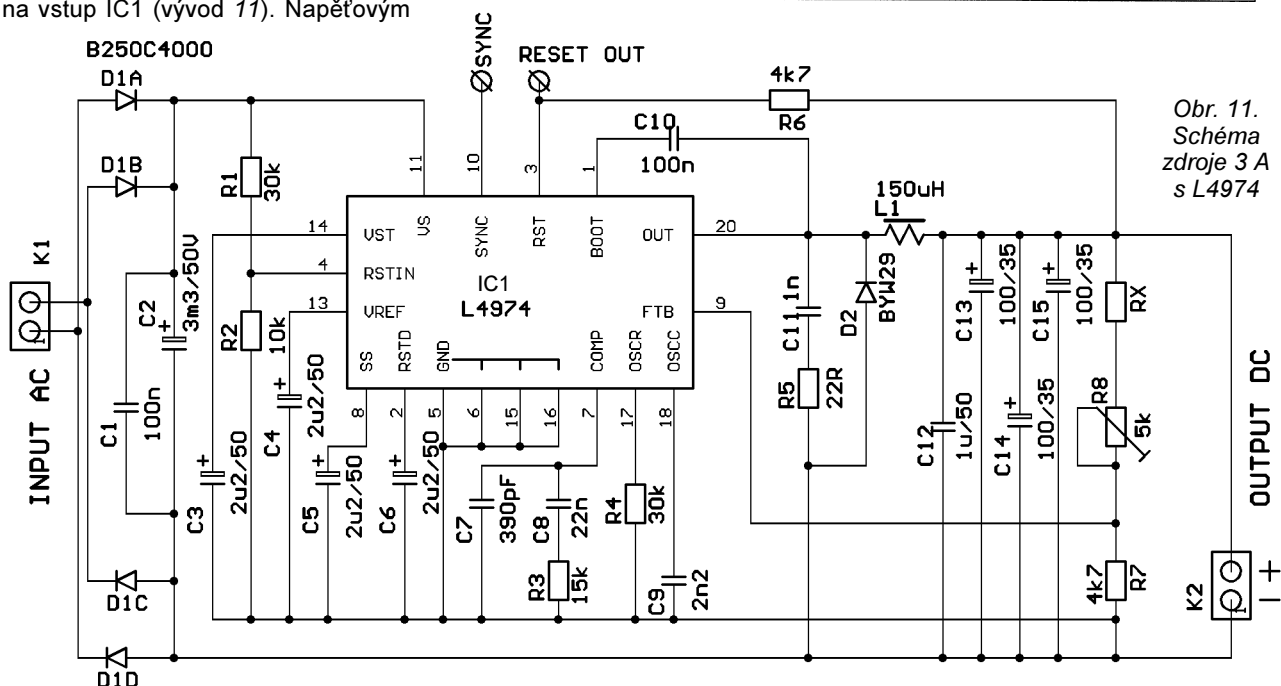 na vstup IC1 (vývod 11). Napěťovým
B250C4000
D1A
D1B
D1C
D1D
K1
1
INPUT AC
C1
100n
C2
+
3m3/50V
R1
30k
R2
10k
C3
+
2u2/50
C4
+
2u2/50
C5
+
2u2/50
C6
+
2u2/50
SYNC
RESET OUT
11
10
3
1
VS
SYNC
RST
BOOT
14
VST
4
RSTIN
13
VREF
IC1
L4974
OUT
20
FTB
9
SS
RSTD
GND
COMP
OSCR
OSCC
8
2
5
6
15
16
7
17
18
C7
390pF
C8
22n
R3
15k
R4
30k
C9
2n2
C10
100n
4k7
R6
150uH
L1
C11
1n
R5
22R
D2
BYW29
C12
1u/50
C13
+
100/35
C14
+
100/35
C15
+
100/35
RX
R8
5k
4k7
R7
OUTPUT DC
K2
1
+
−
Obr. 11.
Schéma
zdroje 3 A
s L4974